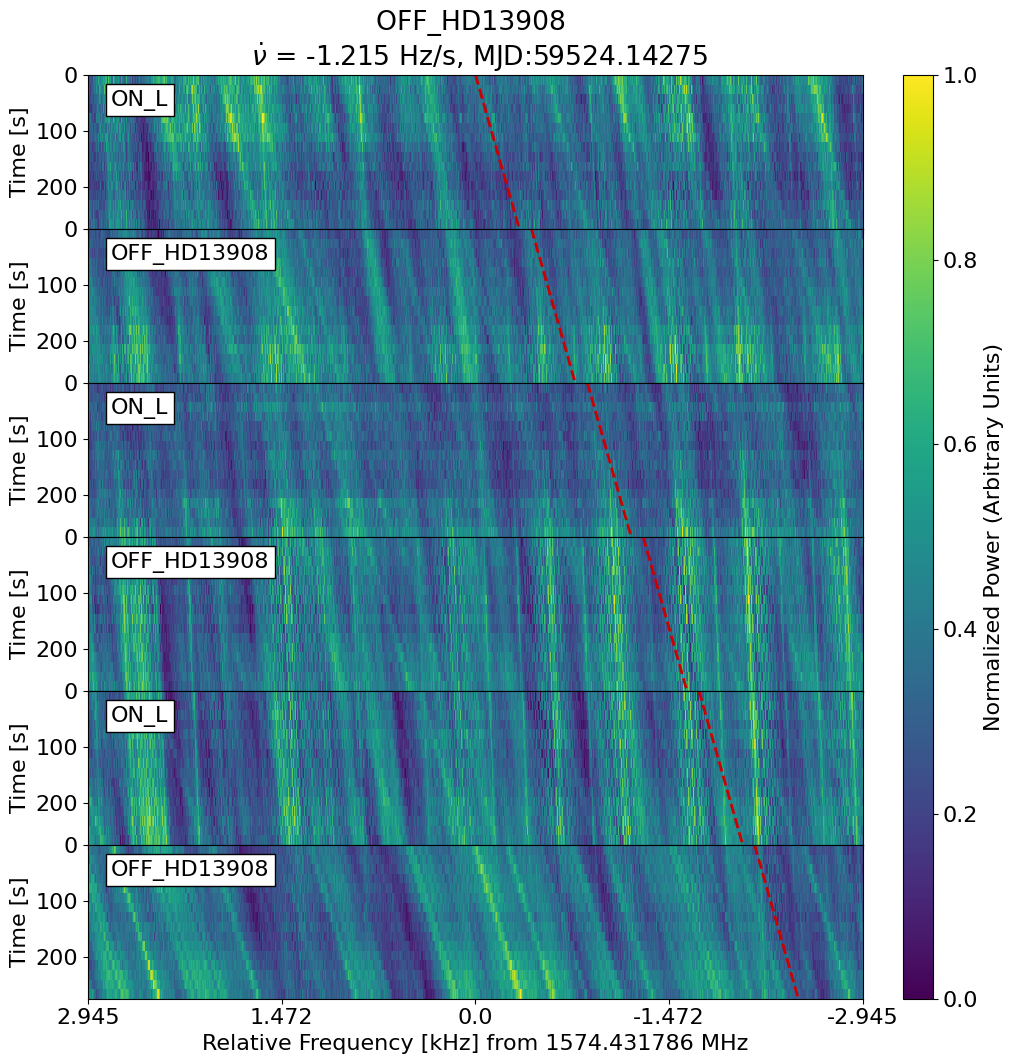 OFF_HD13908
ν̇ = -1.215 Hz/s, MJD:59524.14275
0
ON_L
100
200
Time [s]
0
OFF_HD13908
100
200
Time [s]
0
ON_L
100
200
Time [s]
0
OFF_HD13908
100
200
Time [s]
0
ON_L
100
200
Time [s]
0
OFF_HD13908
100
200
Time [s]
2.945 1.472 0.0 -1.472 -2.945
Relative Frequency [kHz] from 1574.431786 MHz
1.0
0.8
0.6
0.4
0.2
0.0
Normalized Power (Arbitrary Units)